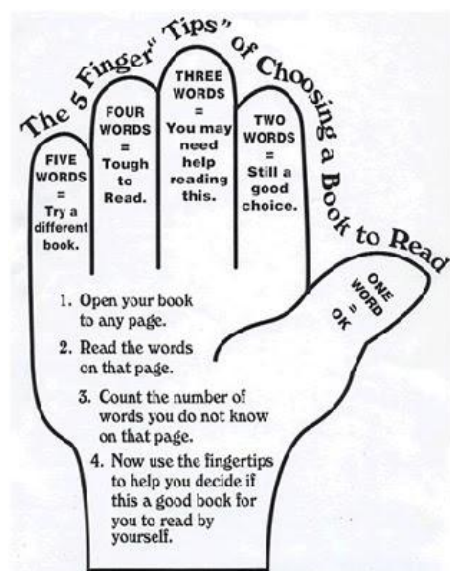 The 5 Finger "Tips" of Choosing a Book to Read
FIVE
WORDS
=
Try a
different
book.
FOUR
WORDS
=
Tough
to
Read.
THREE
WORDS
=
You may
need
help
reading
this.
TWO
WORDS
=
Still a
good
choice.
ONE
WORD
=
OK
1. Open your book
to any page.
2. Read the words
on that page.
3. Count the number of
words you do not know
on that page.
4. Now use the fingertips
to help you decide if
this a good book for
you to read by
yourself.